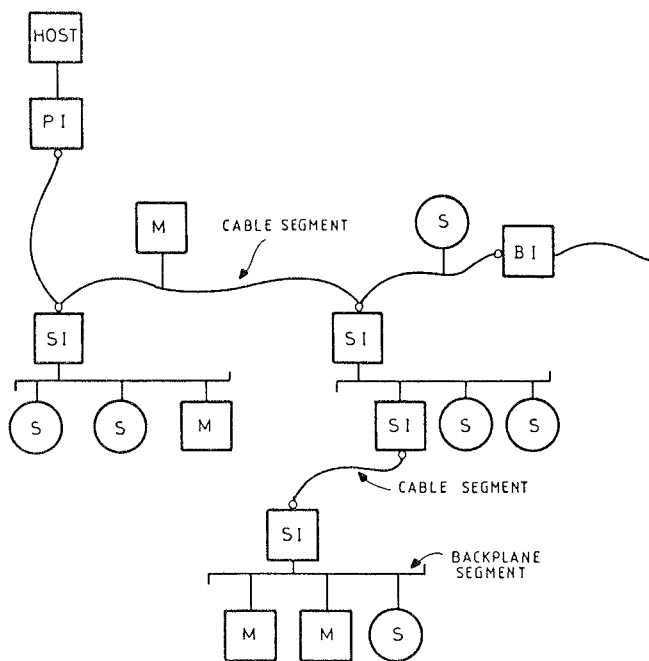 HOST
PI
M
CABLE SEGMENT
S
BI
SI
SI
S
S
M
SI
S
S
CABLE SEGMENT
SI
BACKPLANE
SEGMENT
M
M
S